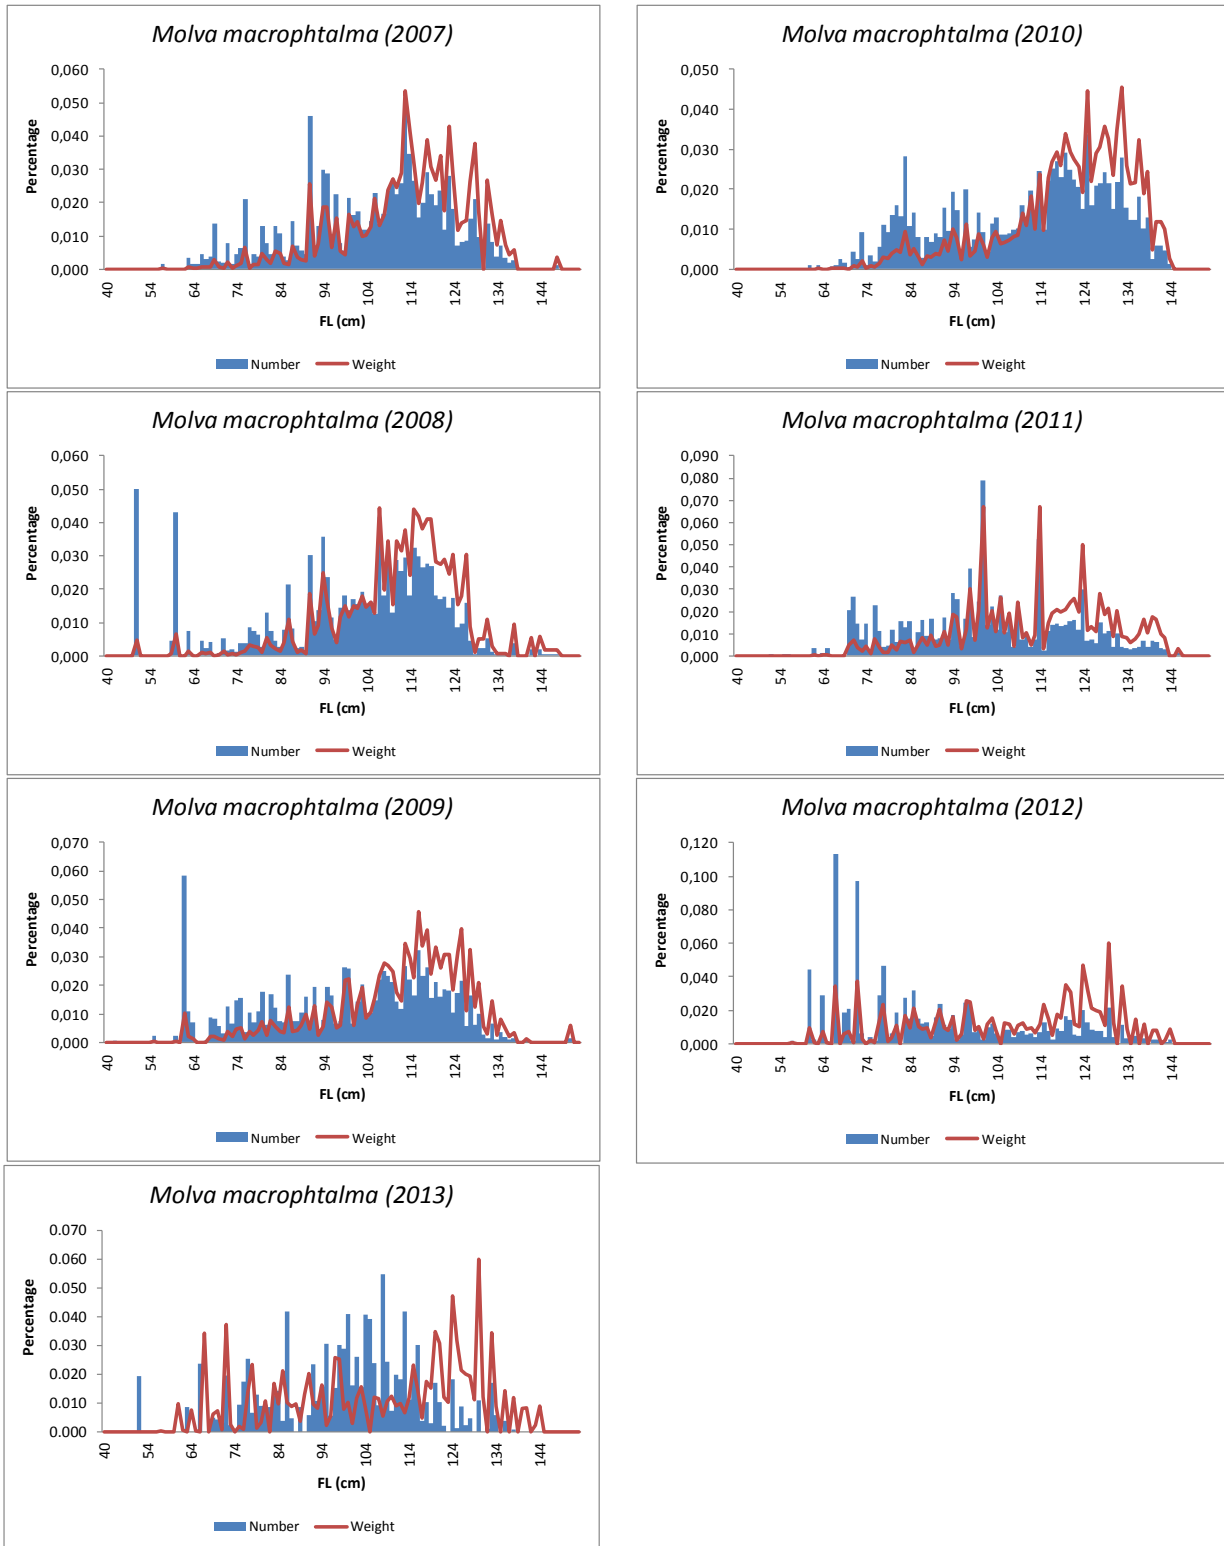 Molva macrophtalma (2007)
0,060
0,050
0,040
0,030
0,020
0,010
0,000
Percentage
40 54 64 74 84 94 104 114 124 134 144
FL (cm)
Number Weight
Molva macrophtalma (2010)
0,050
0,040
0,030
0,020
0,010
0,000
Percentage
40 54 64 74 84 94 104 114 124 134 144
FL (cm)
Number Weight
Molva macrophtalma (2008)
0,060
0,050
0,040
0,030
0,020
0,010
0,000
Percentage
40 54 64 74 84 94 104 114 124 134 144
FL (cm)
Number Weight
Molva macrophtalma (2011)
0,090
0,080
0,070
0,060
0,050
0,040
0,030
0,020
0,010
0,000
Percentage
40 54 64 74 84 94 104 114 124 134 144
FL (cm)
Number Weight
Molva macrophtalma (2009)
0,070
0,060
0,050
0,040
0,030
0,020
0,010
0,000
Percentage
40 54 64 74 84 94 104 114 124 134 144
FL (cm)
Number Weight
Molva macrophtalma (2012)
0,120
0,100
0,080
0,060
0,040
0,020
0,000
Percentage
40 54 64 74 84 94 104 114 124 134 144
FL (cm)
Number Weight
Molva macrophtalma (2013)
0.070
0.060
0.050
0.040
0.030
0.020
0.010
0.000
Percentage
40 54 64 74 84 94 104 114 124 134 144
FL (cm)
Number Weight